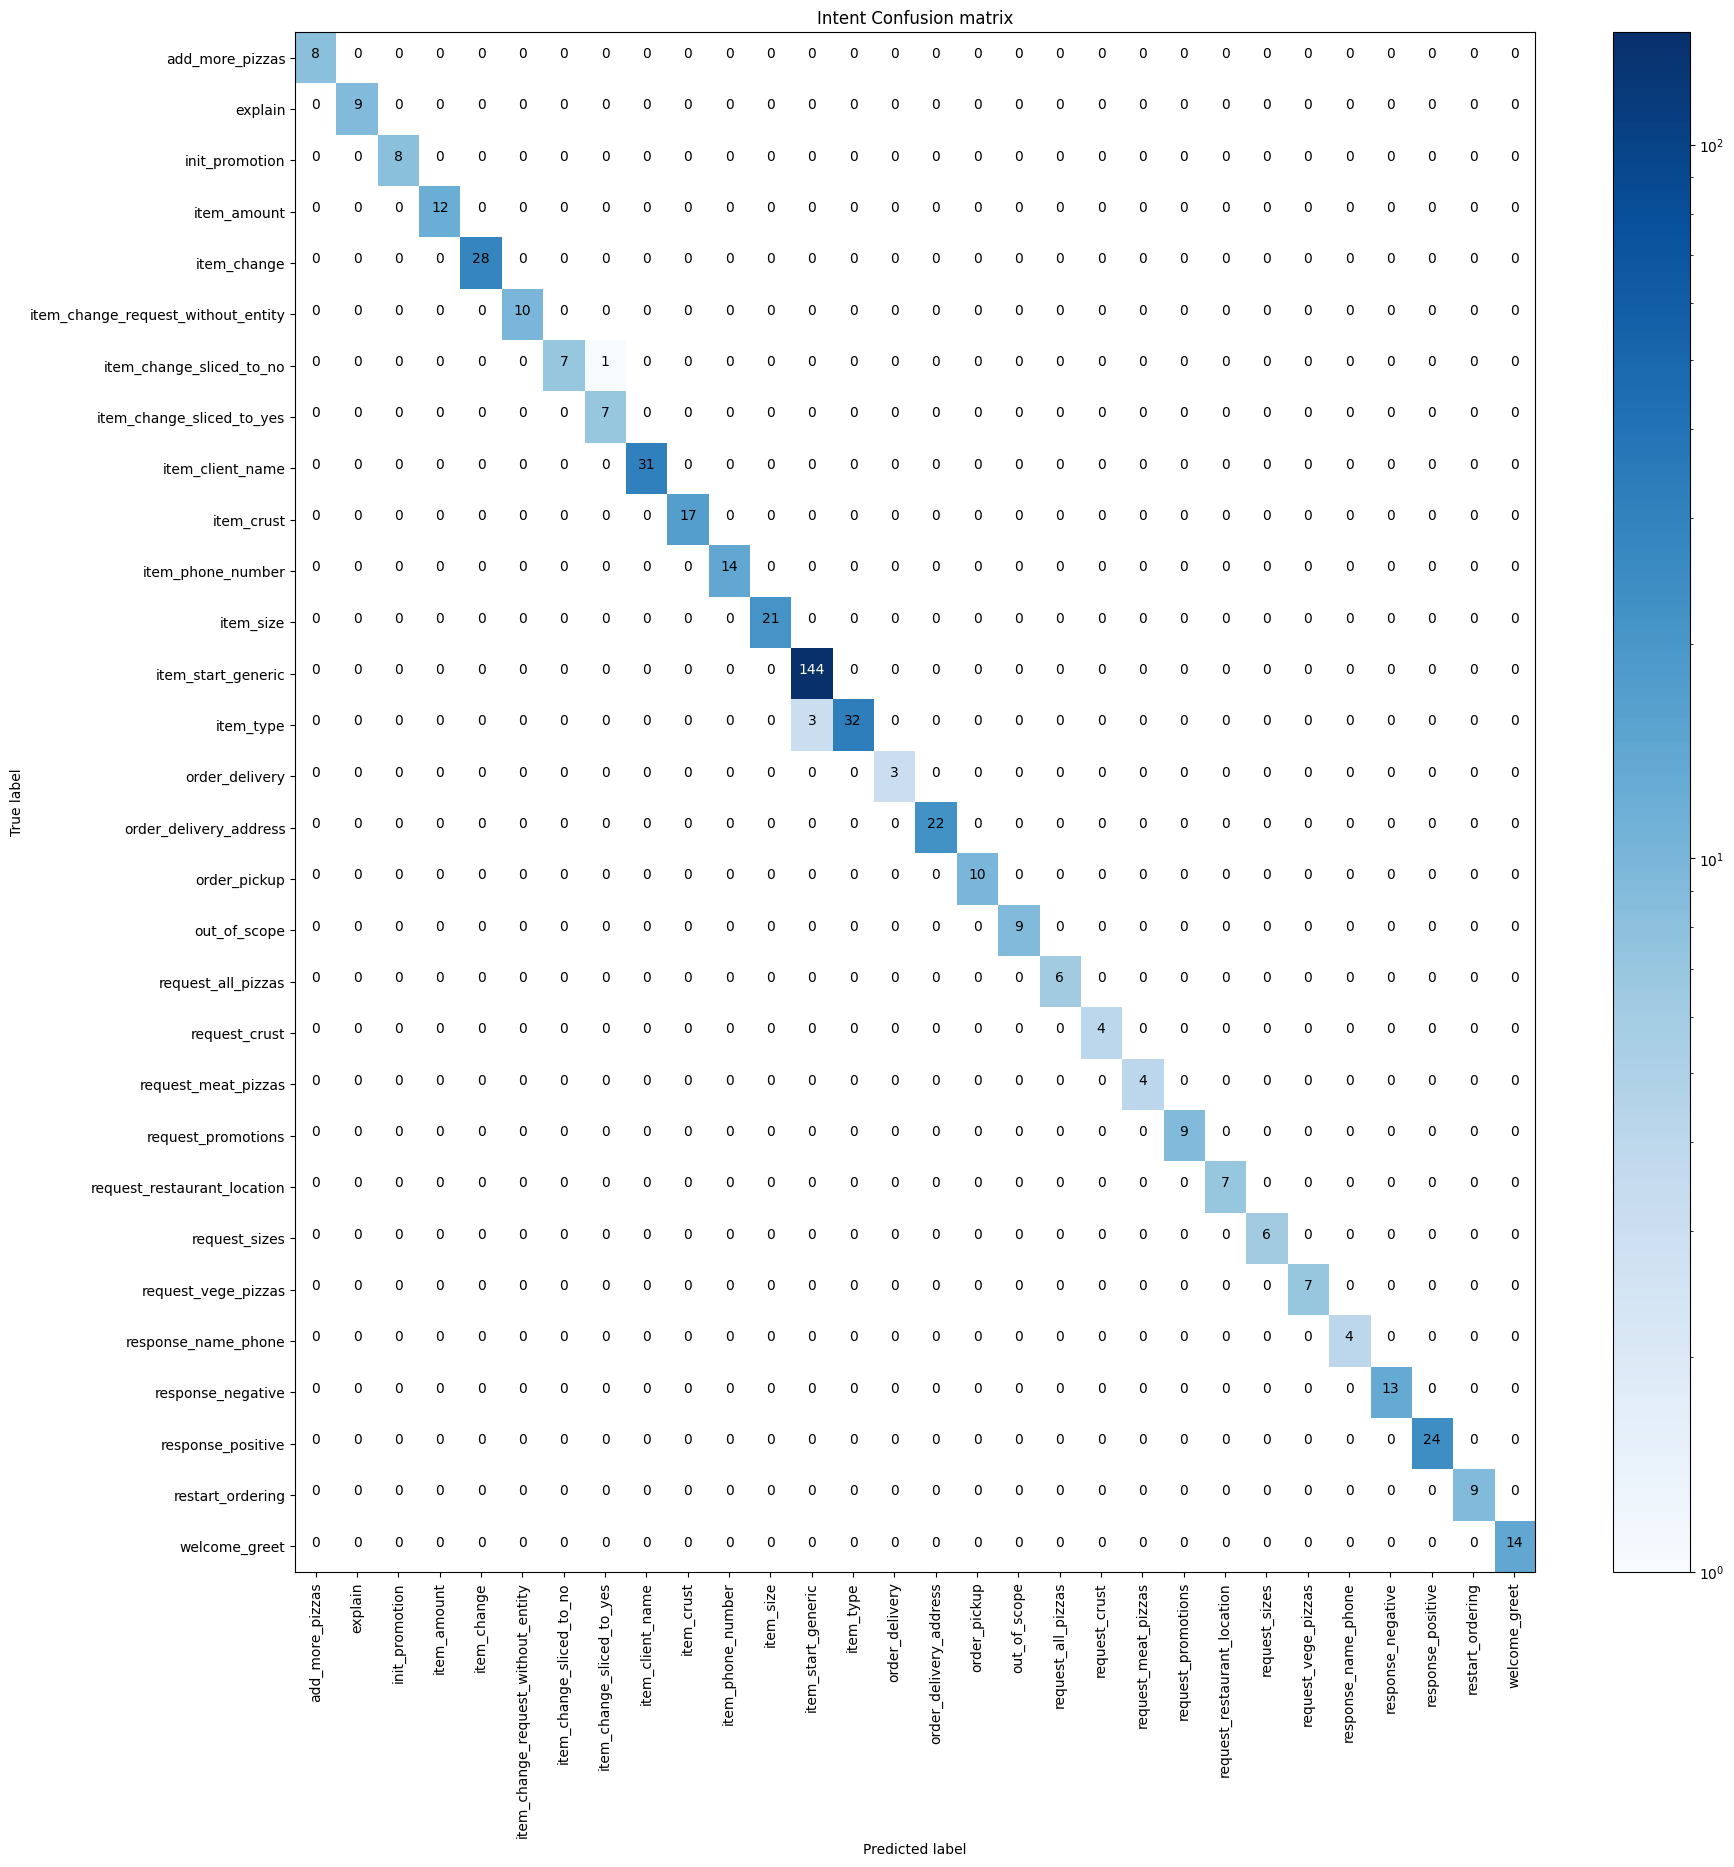 Intent Confusion matrix
add_more_pizzas 8 0 0 0 0 0 0 0 0 0 0 0 0 0 0 0 0 0 0 0 0 0 0 0 0 0 0 0 0 0
explain 0 9 0 0 0 0 0 0 0 0 0 0 0 0 0 0 0 0 0 0 0 0 0 0 0 0 0 0 0 0
init_promotion 0 0 8 0 0 0 0 0 0 0 0 0 0 0 0 0 0 0 0 0 0 0 0 0 0 0 0 0 0 0
item_amount 0 0 0 12 0 0 0 0 0 0 0 0 0 0 0 0 0 0 0 0 0 0 0 0 0 0 0 0 0 0
item_change 0 0 0 0 28 0 0 0 0 0 0 0 0 0 0 0 0 0 0 0 0 0 0 0 0 0 0 0 0 0
item_change_request_without_entity 0 0 0 0 0 10 0 0 0 0 0 0 0 0 0 0 0 0 0 0 0 0 0 0 0 0 0 0 0 0
item_change_sliced_to_no 0 0 0 0 0 0 7 1 0 0 0 0 0 0 0 0 0 0 0 0 0 0 0 0 0 0 0 0 0 0
item_change_sliced_to_yes 0 0 0 0 0 0 0 7 0 0 0 0 0 0 0 0 0 0 0 0 0 0 0 0 0 0 0 0 0 0
item_client_name 0 0 0 0 0 0 0 0 31 0 0 0 0 0 0 0 0 0 0 0 0 0 0 0 0 0 0 0 0 0
item_crust 0 0 0 0 0 0 0 0 0 17 0 0 0 0 0 0 0 0 0 0 0 0 0 0 0 0 0 0 0 0
item_phone_number 0 0 0 0 0 0 0 0 0 0 14 0 0 0 0 0 0 0 0 0 0 0 0 0 0 0 0 0 0 0
item_size 0 0 0 0 0 0 0 0 0 0 0 21 0 0 0 0 0 0 0 0 0 0 0 0 0 0 0 0 0 0
item_start_generic 0 0 0 0 0 0 0 0 0 0 0 0 144 0 0 0 0 0 0 0 0 0 0 0 0 0 0 0 0 0
item_type 0 0 0 0 0 0 0 0 0 0 0 0 3 32 0 0 0 0 0 0 0 0 0 0 0 0 0 0 0 0
order_delivery 0 0 0 0 0 0 0 0 0 0 0 0 0 0 3 0 0 0 0 0 0 0 0 0 0 0 0 0 0 0
order_delivery_address 0 0 0 0 0 0 0 0 0 0 0 0 0 0 0 22 0 0 0 0 0 0 0 0 0 0 0 0 0 0
order_pickup 0 0 0 0 0 0 0 0 0 0 0 0 0 0 0 0 10 0 0 0 0 0 0 0 0 0 0 0 0 0
out_of_scope 0 0 0 0 0 0 0 0 0 0 0 0 0 0 0 0 0 9 0 0 0 0 0 0 0 0 0 0 0 0
request_all_pizzas 0 0 0 0 0 0 0 0 0 0 0 0 0 0 0 0 0 0 6 0 0 0 0 0 0 0 0 0 0 0
request_crust 0 0 0 0 0 0 0 0 0 0 0 0 0 0 0 0 0 0 0 4 0 0 0 0 0 0 0 0 0 0
request_meat_pizzas 0 0 0 0 0 0 0 0 0 0 0 0 0 0 0 0 0 0 0 0 4 0 0 0 0 0 0 0 0 0
request_promotions 0 0 0 0 0 0 0 0 0 0 0 0 0 0 0 0 0 0 0 0 0 9 0 0 0 0 0 0 0 0
request_restaurant_location 0 0 0 0 0 0 0 0 0 0 0 0 0 0 0 0 0 0 0 0 0 0 7 0 0 0 0 0 0 0
request_sizes 0 0 0 0 0 0 0 0 0 0 0 0 0 0 0 0 0 0 0 0 0 0 0 6 0 0 0 0 0 0
request_vege_pizzas 0 0 0 0 0 0 0 0 0 0 0 0 0 0 0 0 0 0 0 0 0 0 0 0 7 0 0 0 0 0
response_name_phone 0 0 0 0 0 0 0 0 0 0 0 0 0 0 0 0 0 0 0 0 0 0 0 0 0 4 0 0 0 0
response_negative 0 0 0 0 0 0 0 0 0 0 0 0 0 0 0 0 0 0 0 0 0 0 0 0 0 0 13 0 0 0
response_positive 0 0 0 0 0 0 0 0 0 0 0 0 0 0 0 0 0 0 0 0 0 0 0 0 0 0 0 24 0 0
restart_ordering 0 0 0 0 0 0 0 0 0 0 0 0 0 0 0 0 0 0 0 0 0 0 0 0 0 0 0 0 9 0
welcome_greet 0 0 0 0 0 0 0 0 0 0 0 0 0 0 0 0 0 0 0 0 0 0 0 0 0 0 0 0 0 14
True label
add_more_pizzas
explain
init_promotion
item_amount
item_change
item_change_request_without_entity
item_change_sliced_to_no
item_change_sliced_to_yes
item_client_name
item_crust
item_phone_number
item_size
item_start_generic
item_type
order_delivery
order_delivery_address
order_pickup
out_of_scope
request_all_pizzas
request_crust
request_meat_pizzas
request_promotions
request_restaurant_location
request_sizes
request_vege_pizzas
response_name_phone
response_negative
response_positive
restart_ordering
welcome_greet
Predicted label
10²
10¹
10⁰